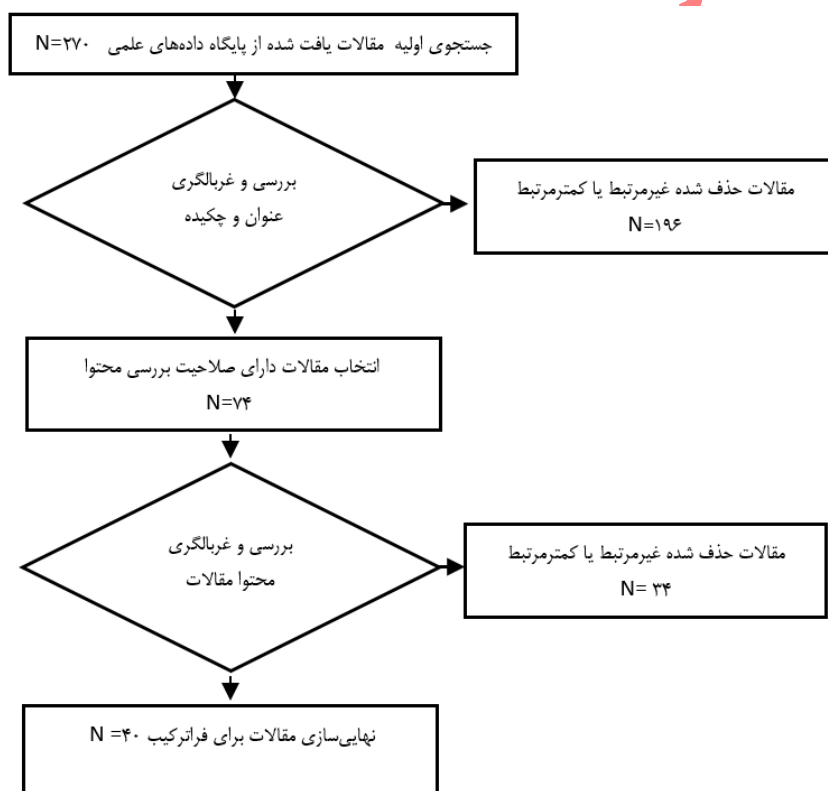 جستجوی اولیه مقالات یافت شده از پایگاه داده‌های علمی N=۲۷۰
بررسی و غربالگری
عنوان و چکیده
مقالات حذف شده غیرمرتبط یا کمترمرتبط
N=۱۹۶
انتخاب مقالات دارای صلاحیت بررسی محتوا
N=۷۴
بررسی و غربالگری
محتوا مقالات
مقالات حذف شده غیرمرتبط یا کمترمرتبط
N= ۳۴
نهایی‌سازی مقالات برای فراترکیب N =۴۰